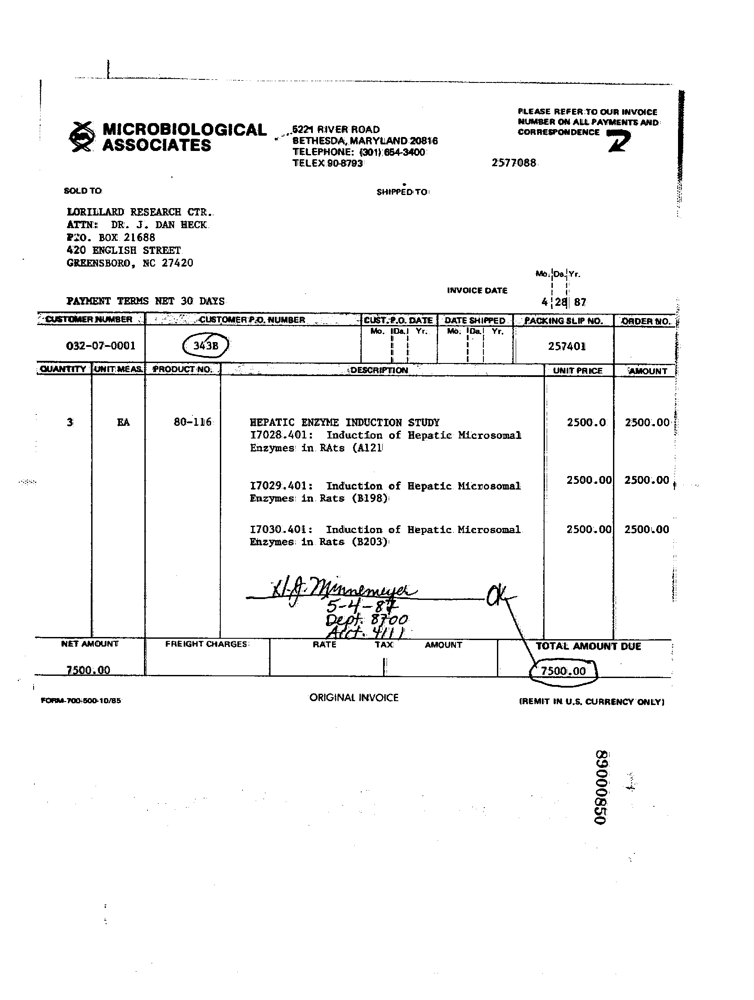 PLEASE REFER TO OUR INVOICE
NUMBER ON ALL PAYMENTS AND
CORRESPONDENCE
MICROBIOLOGICAL
ASSOCIATES
5221 RIVER ROAD
BETHESDA, MARYLAND 20816
TELEPHONE: (301) 654-3400
TELEX 90-8793
2577088
SOLD TO
SHIPPED TO
LORILLARD RESEARCH CTR.
ATTN: DR. J. DAN HECK
P.O. BOX 21688
420 ENGLISH STREET
GREENSBORO, NC 27420
Mo. Da. Yr.
INVOICE DATE
4 28 87
PAYMENT TERMS NET 30 DAYS
CUSTOMER NUMBER CUSTOMER P.O. NUMBER CUST. P.O. DATE DATE SHIPPED PACKING SLIP NO. ORDER NO.
Mo. Da. Yr. Mo. Da. Yr.
032-07-0001 343B 257401
QUANTITY UNIT MEAS. PRODUCT NO. DESCRIPTION UNIT PRICE AMOUNT
3 EA 80-116 HEPATIC ENZYME INDUCTION STUDY 2500.0 2500.00
I7028.401: Induction of Hepatic Microsomal
Enzymes in RAts (A121
I7029.401: Induction of Hepatic Microsomal 2500.00 2500.00
Enzymes in Rats (B198)
I7030.401: Induction of Hepatic Microsomal 2500.00 2500.00
Enzymes in Rats (B203)
H.J. Minnemeyer OK
5-4-87
Dept. 8700
Acct. 4111
NET AMOUNT FREIGHT CHARGES RATE TAX AMOUNT TOTAL AMOUNT DUE
7500.00 7500.00
FORM-700-500-10/85 ORIGINAL INVOICE (REMIT IN U.S. CURRENCY ONLY)
89000850